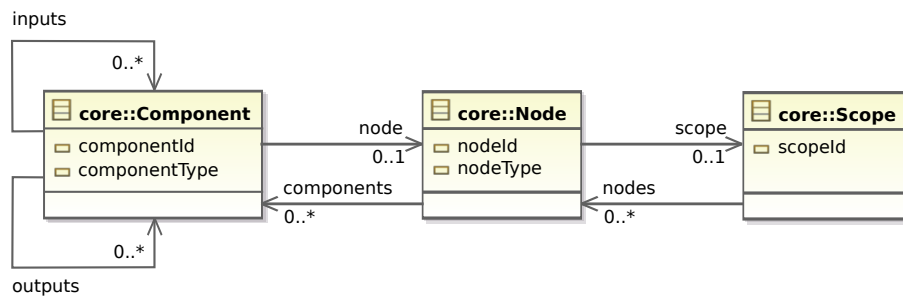 inputs
0..*
core::Component
componentId
componentType
node
0..1
components
0..*
core::Node
nodeId
nodeType
scope
0..1
nodes
0..*
core::Scope
scopeId
0..*
outputs